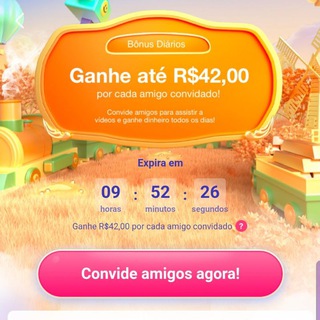 Bônus Diários
Ganhe até R$42,00
por cada amigo convidado!
Convide amigos para assistir a
vídeos e ganhe dinheiro todos os dias!
Expira em
09 : 52 : 26
horas minutos segundos
Ganhe R$42,00 por cada amigo convidado ?
Convide amigos agora!